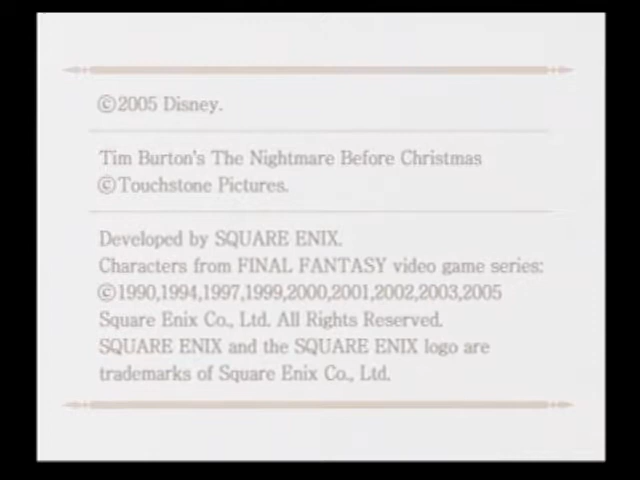 ©2005 Disney.
Tim Burton's The Nightmare Before Christmas
©Touchstone Pictures.
Developed by SQUARE ENIX.
Characters from FINAL FANTASY video game series:
©1990,1994,1997,1999,2000,2001,2002,2003,2005
Square Enix Co., Ltd. All Rights Reserved.
SQUARE ENIX and the SQUARE ENIX logo are
trademarks of Square Enix Co., Ltd.